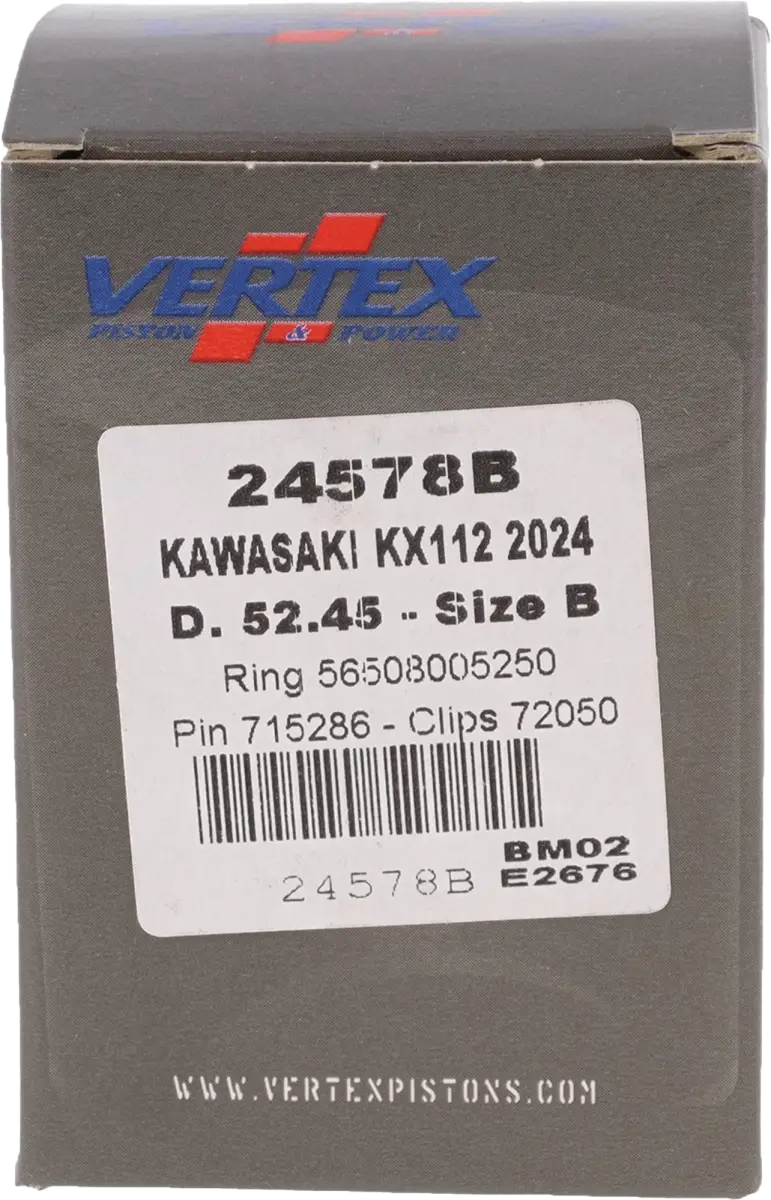 VERTEX
VERTEX
PISTON & POWER
24578B
KAWASAKI KX112 2024
D. 52.45 - Size B
Ring 56508005250
Pin 715286 - Clips 72050
24578B
BM02
E2676
WWW.VERTEXPISTONS.COM